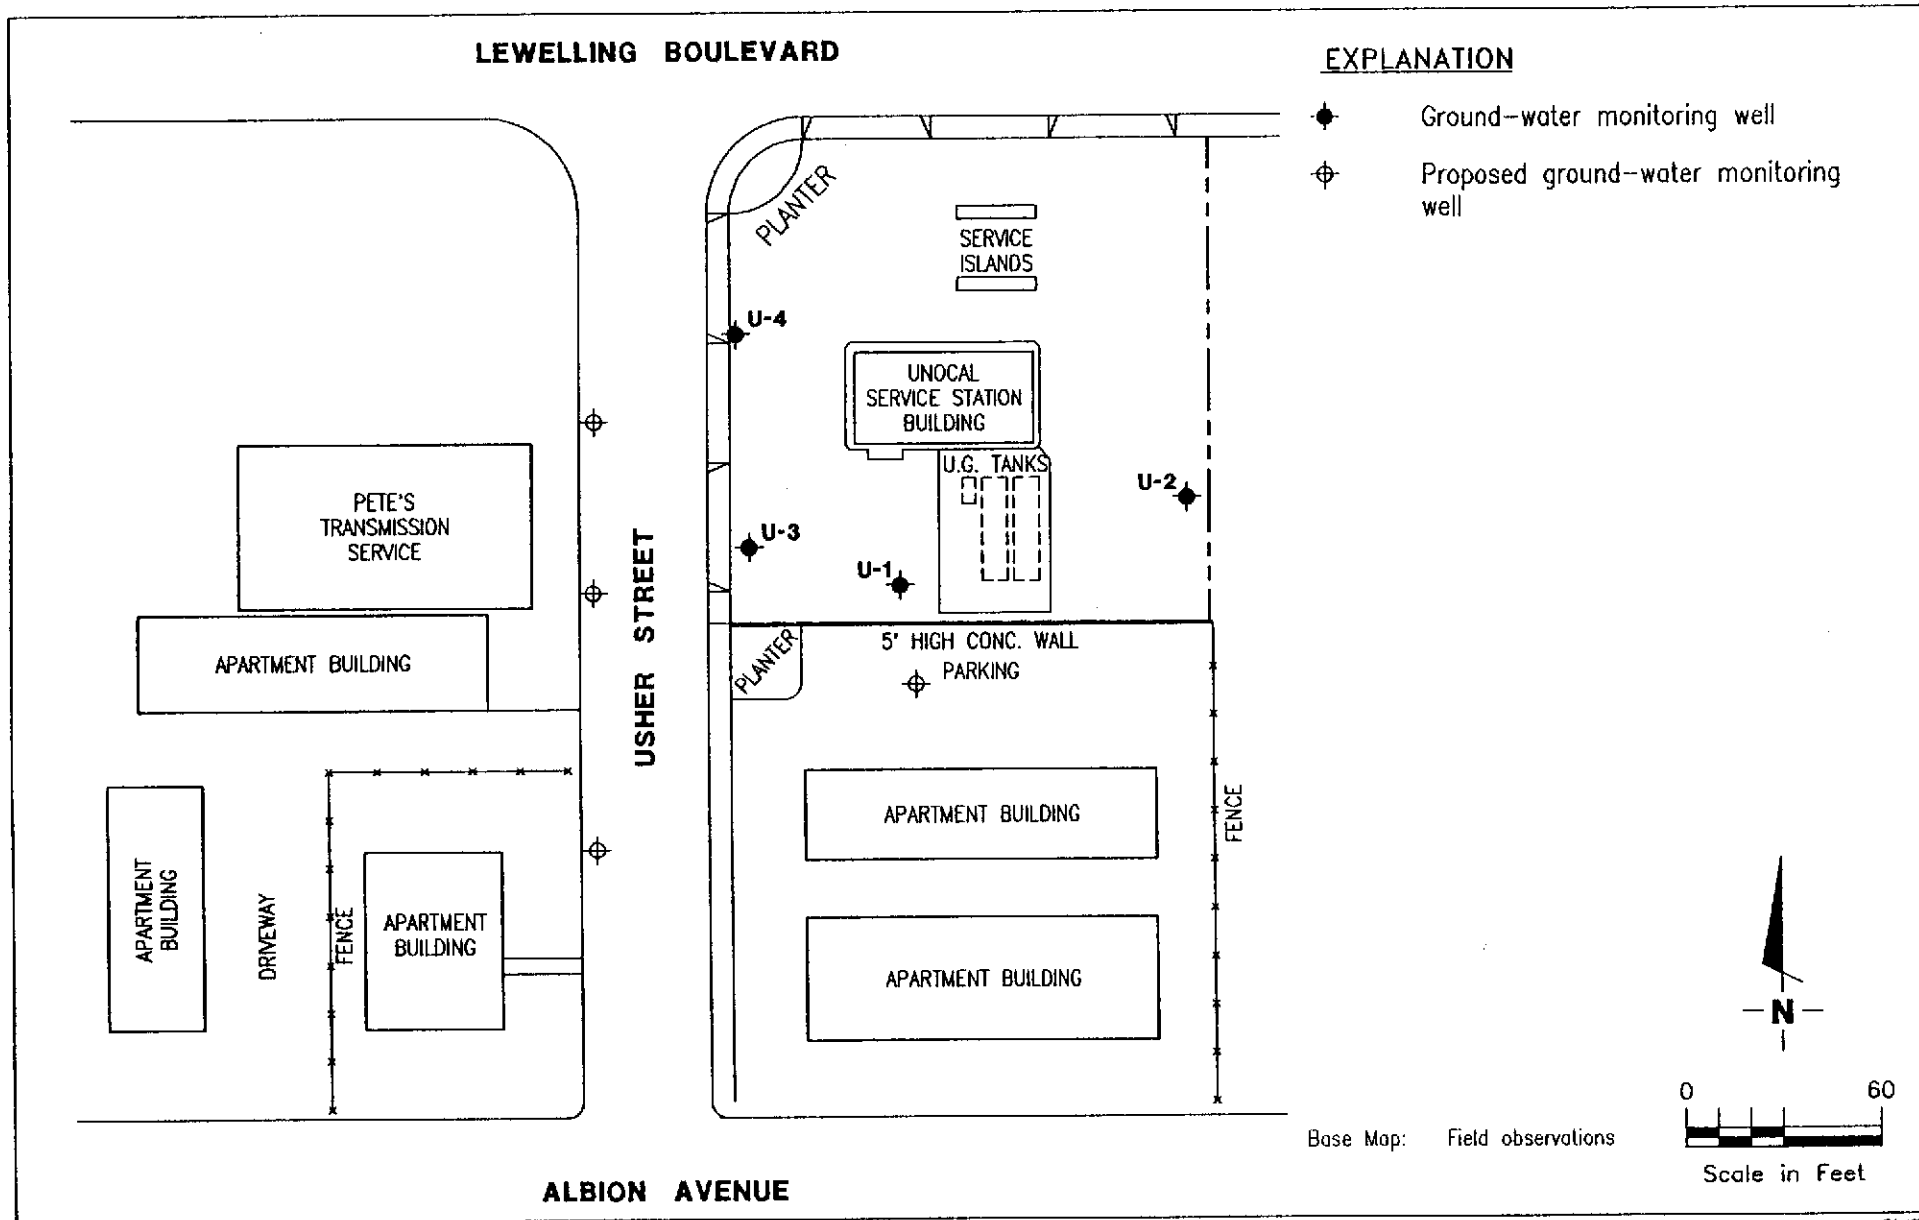 LEWELLING BOULEVARD
EXPLANATION
Ground-water monitoring well
Proposed ground-water monitoring
well
PLANTER
SERVICE
ISLANDS
U-4
UNOCAL
SERVICE STATION
BUILDING
U.G. TANKS
U-2
U-3
U-1
PETE'S
TRANSMISSION
SERVICE
USHER STREET
APARTMENT BUILDING
PLANTER
5' HIGH CONC. WALL
PARKING
APARTMENT BUILDING
FENCE
APARTMENT
BUILDING
DRIVEWAY
FENCE
APARTMENT
BUILDING
APARTMENT BUILDING
N
0 60
Scale in Feet
Base Map: Field observations
ALBION AVENUE